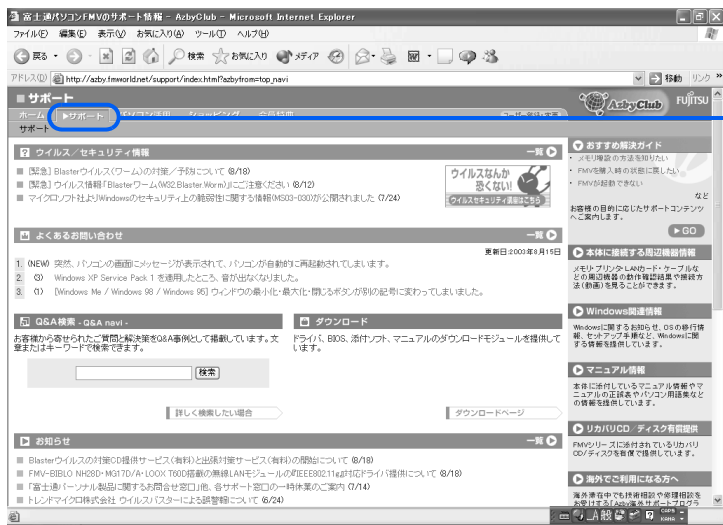 富士通パソコンFMVのサポート情報 - AzbyClub - Microsoft Internet Explorer
ファイル(F) 編集(E) 表示(V) お気に入り(A) ツール(T) ヘルプ(H)
戻る 検索 お気に入り メディア
アドレス(D) http://azby.fmworld.net/support/index.html?azbyfrom=top_navi 移動 リンク »
サポート
AzbyClub FUJITSU
ホーム サポート パソコン活用 ショッピング 会員特典 ユーザー登録・変更
サポート
ウイルス/セキュリティ情報 一覧
[緊急] Blasterウイルス(ワーム)の対策/予防について (8/18)
[緊急] ウイルス情報「Blasterワーム(W32.Blaster.Worm)」にご注意ください (8/12)
マイクロソフト社よりWindowsのセキュリティ上の脆弱性に関する情報(MS03-030)が公開されました (7/24)
ウイルスなんか恐くない!
ウイルスセキュリティ講座はこちら
よくあるお問い合わせ 一覧
更新日:2003年8月15日
1. (NEW) 突然、パソコンの画面にメッセージが表示されて、パソコンが自動的に再起動されてしまいます。
2. (3) Windows XP Service Pack 1 を適用したところ、音が出なくなりました。
3. (1) [Windows Me / Windows 98 / Windows 95] ウィンドウの最小化・最大化・閉じるボタンが別の記号に変わってしまいました。
Q&A検索 - Q&A navi -
お客様から寄せられたご質問と解決策をQ&A事例として掲載しています。文章またはキーワードで検索できます。
検索
詳しく検索したい場合
ダウンロード
ドライバ、BIOS、添付ソフト、マニュアルのダウンロードモジュールを提供しています。
ダウンロードページ
お知らせ 一覧
Blasterウイルスの対策CD提供サービス(有料)と出張対策サービス(有料)の開始について (8/18)
FMV-BIBLO NH28D・MG17D/A・LOOX T60D搭載の無線LANモジュールの『IEEE802.11g』対応ドライバ提供について (8/18)
「富士通パーソナル製品に関するお問合せ窓口」他、各サポート窓口の一時休業のご案内 (7/14)
トレンドマイクロ株式会社 ウイルスバスターによる誤警報について (6/24)
おすすめ解決ガイド
・ メモリ増設の方法を知りたい
・ FMVを購入時の状態に戻したい
・ FMVが起動できない
など
お客様の目的に応じたサポートコンテンツへご案内します。
GO
本体に接続する周辺機器情報
メモリ・プリンタ・LANカード・ケーブルなどの周辺機器の動作確認結果や接続方法(動画)を見ることができます。
Windows関連情報
Windowsに関するお知らせ、OSの移行情報、セットアップ手順など、Windowsに関する情報を提供しています。
マニュアル情報
本体に添付しているマニュアル情報やマニュアルの正誤表やパソコン用語集などの情報を提供しています。
リカバリCD/ディスク有償提供
FMVシリーズに添付されているリカバリCD/ディスクを有償で提供しています。
海外でご利用になる方へ
海外滞在中でも技術相談や修理相談をお受けする「Azby海外サポートプログラ
A 般 CAPS KANA